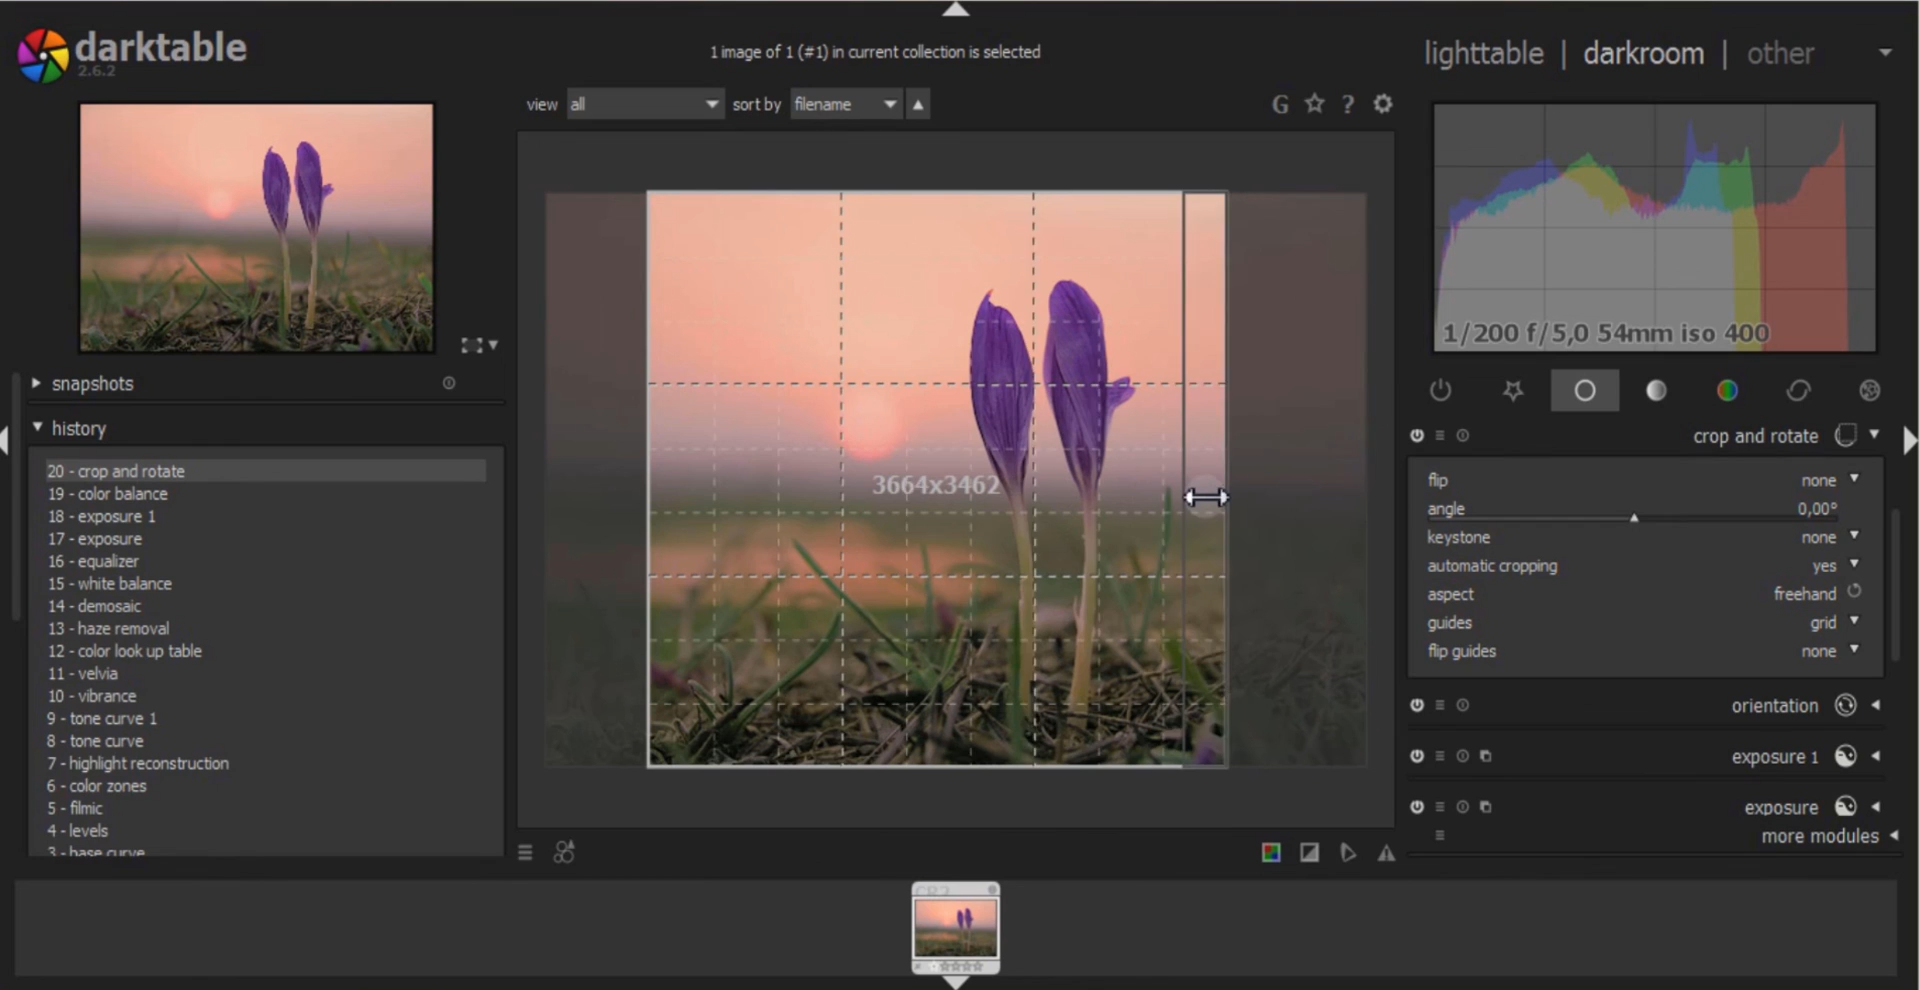 darktable
2.6.2
1 image of 1 (#1) in current collection is selected
lighttable | darkroom | other
view all sort by filename
G ?
1/200 f/5,0 54mm iso 400
snapshots
history
20 - crop and rotate
19 - color balance
18 - exposure 1
17 - exposure
16 - equalizer
15 - white balance
14 - demosaic
13 - haze removal
12 - color look up table
11 - velvia
10 - vibrance
9 - tone curve 1
8 - tone curve
7 - highlight reconstruction
6 - color zones
5 - filmic
4 - levels
3 - base curve
3664x3462
crop and rotate
flip none
angle 0,00°
keystone none
automatic cropping yes
aspect freehand
guides grid
flip guides none
orientation
exposure 1
exposure
more modules
CR2